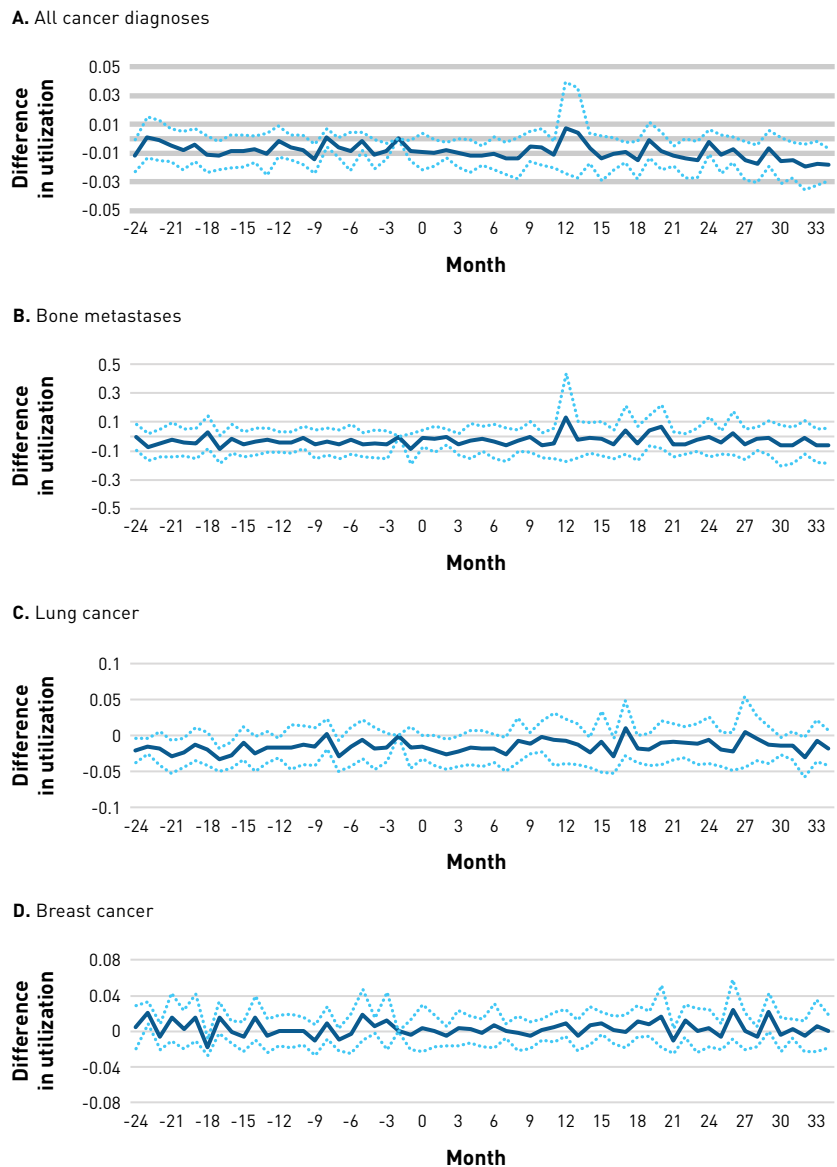 A. All cancer diagnoses
Difference
in utilization
0.05
0.03
0.01
-0.01
-0.03
-0.05
-24 -21 -18 -15 -12 -9 -6 -3 0 3 6 9 12 15 18 21 24 27 30 33
Month
B. Bone metastases
Difference
in utilization
0.5
0.3
0.1
-0.1
-0.3
-0.5
-24 -21 -18 -15 -12 -9 -6 -3 0 3 6 9 12 15 18 21 24 27 30 33
Month
C. Lung cancer
Difference
in utilization
0.1
0.05
0
-0.05
-0.1
-24 -21 -18 -15 -12 -9 -6 -3 0 3 6 9 12 15 18 21 24 27 30 33
Month
D. Breast cancer
Difference
in utilization
0.08
0.04
0
-0.04
-0.08
-24 -21 -18 -15 -12 -9 -6 -3 0 3 6 9 12 15 18 21 24 27 30 33
Month